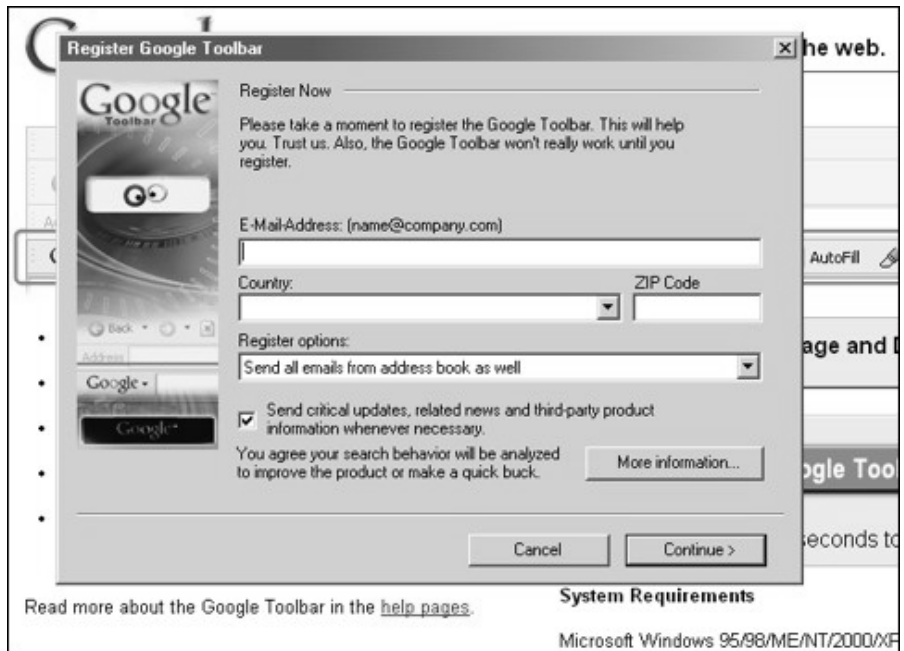 Register Google Toolbar
he web.
Google
Toolbar
Register Now
Please take a moment to register the Google Toolbar. This will help
you. Trust us. Also, the Google Toolbar won't really work until you
register.
E-Mail-Address: (name@company.com)
AutoFill
Country:
ZIP Code
Back
Address
Register options:
age and D
Send all emails from address book as well
Google
Send critical updates, related news and third-party product
information whenever necessary.
Google
You agree your search behavior will be analyzed
to improve the product or make a quick buck.
More information...
ogle Tool
Cancel
Continue >
seconds to
Read more about the Google Toolbar in the help pages.
System Requirements
Microsoft Windows 95/98/ME/NT/2000/XP